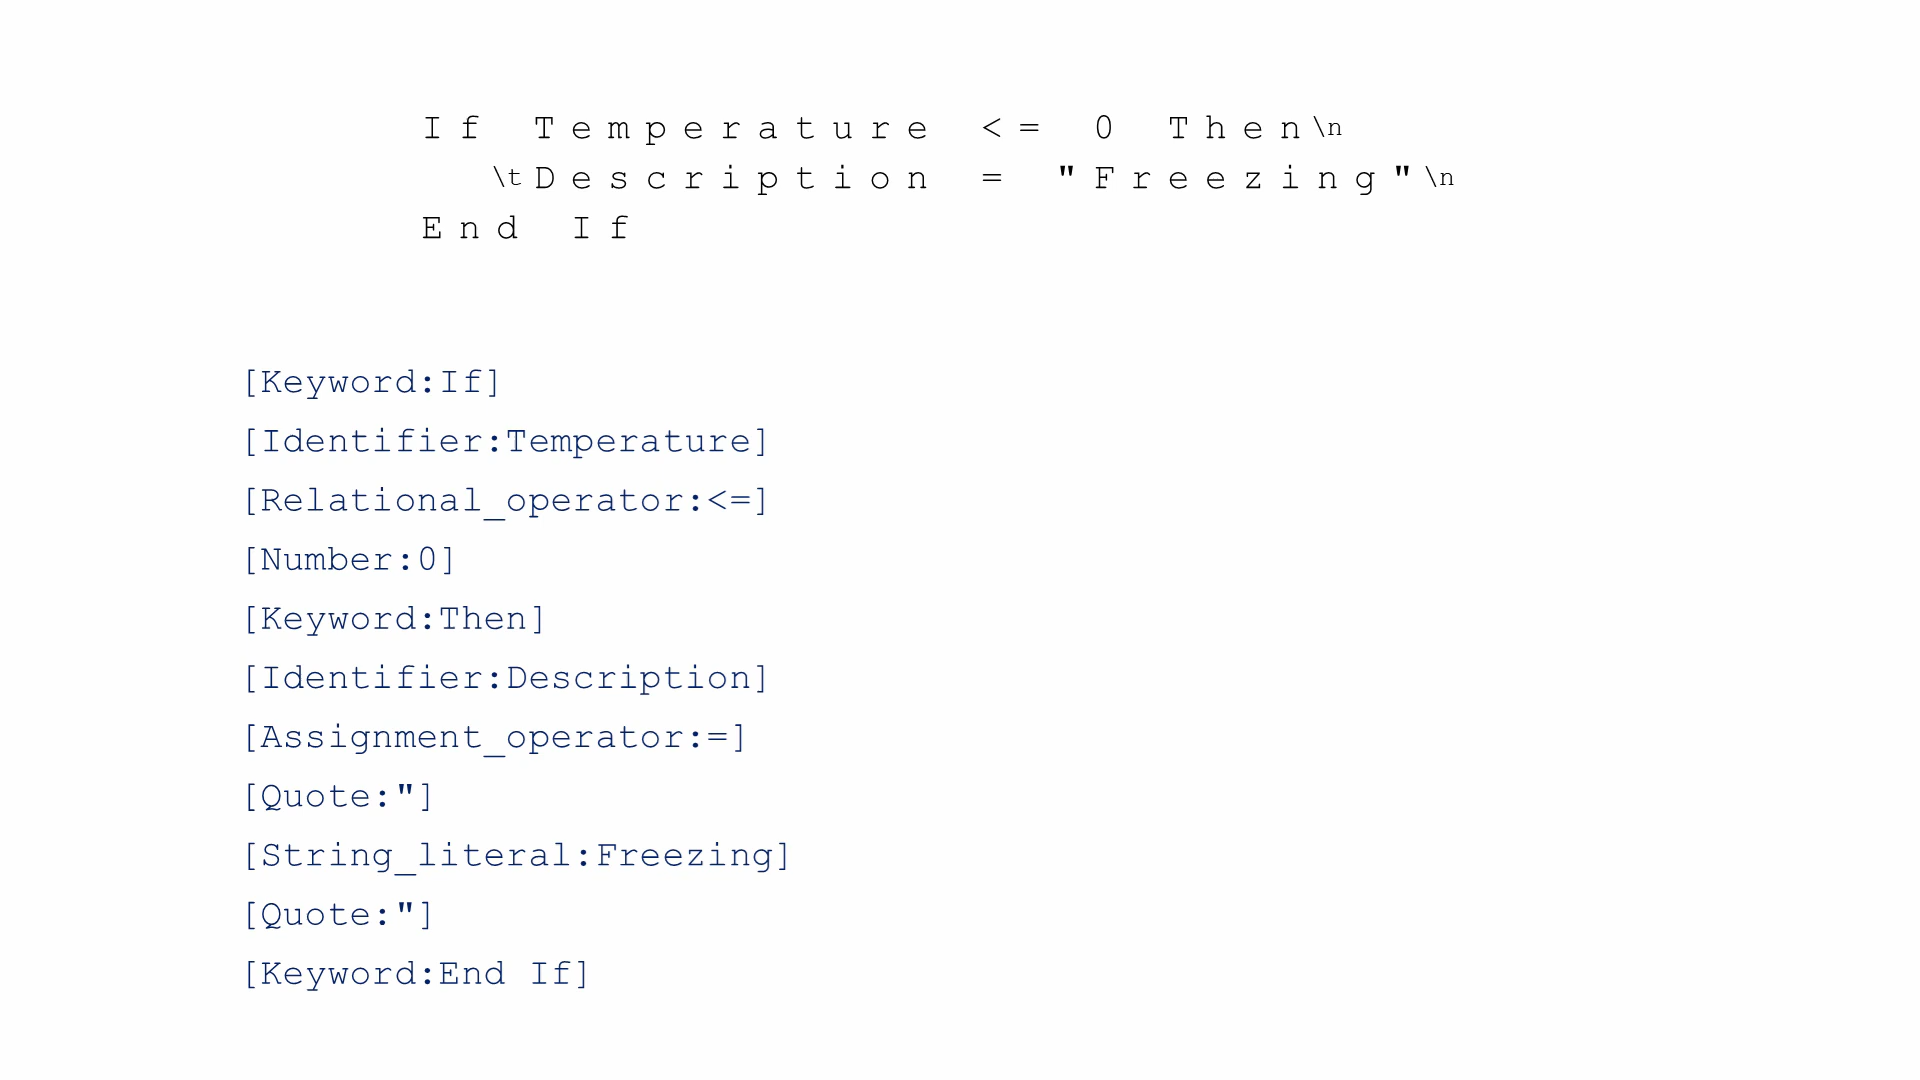 If Temperature <= 0 Then\n
\tDescription = "Freezing"\n
End If
[Keyword:If]
[Identifier:Temperature]
[Relational_operator:<=]
[Number:0]
[Keyword:Then]
[Identifier:Description]
[Assignment_operator:=]
[Quote:"]
[String_literal:Freezing]
[Quote:"]
[Keyword:End If]